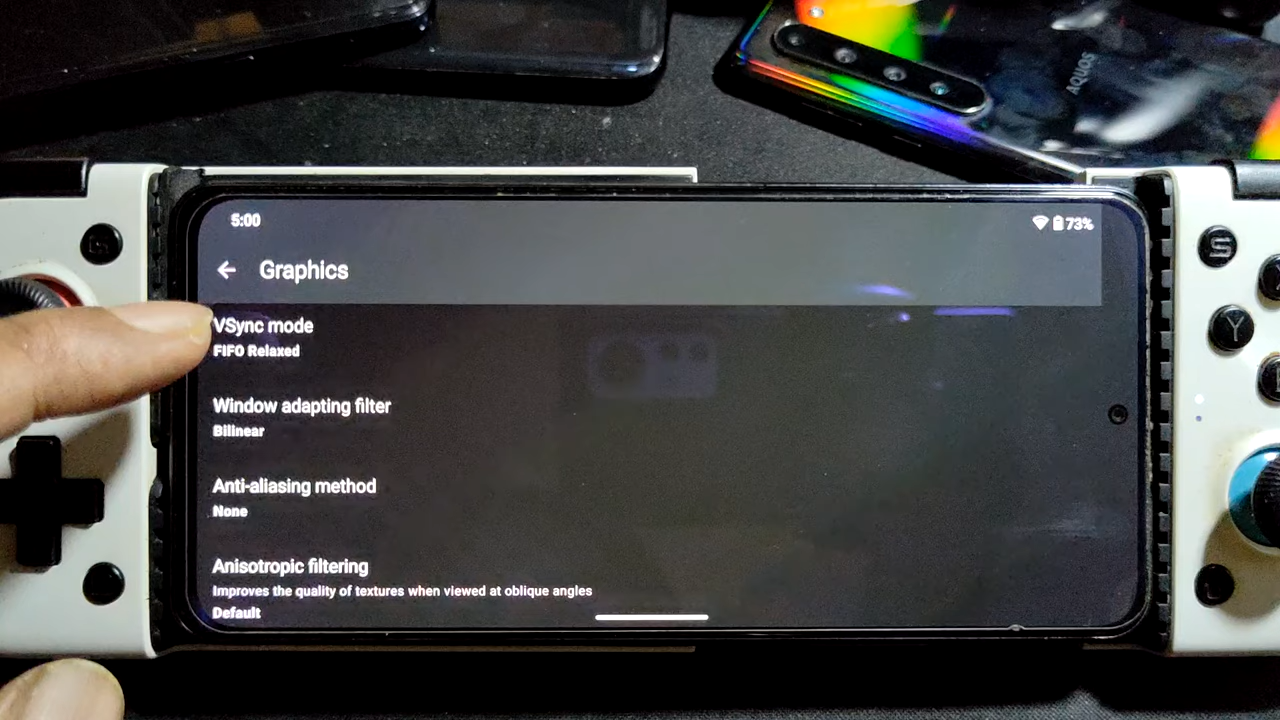 AQUOS
5:00
73%
Graphics
VSync mode
FIFO Relaxed
Window adapting filter
Bilinear
Anti-aliasing method
None
Anisotropic filtering
Improves the quality of textures when viewed at oblique angles
Default
S
Y